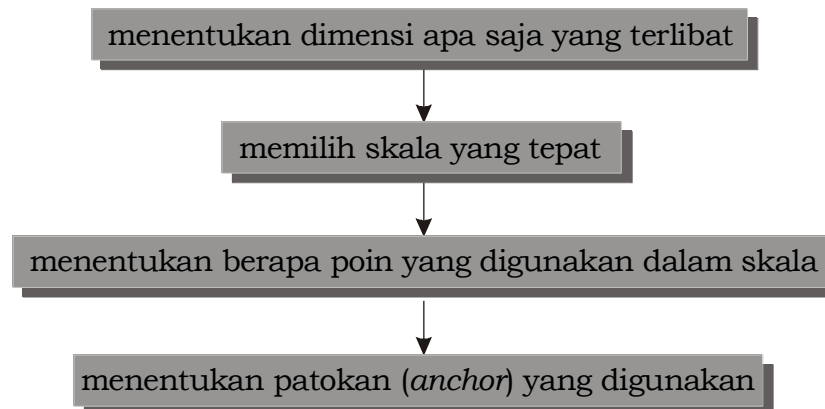 menentukan dimensi apa saja yang terlibat
memilih skala yang tepat
menentukan berapa poin yang digunakan dalam skala
menentukan patokan (anchor) yang digunakan